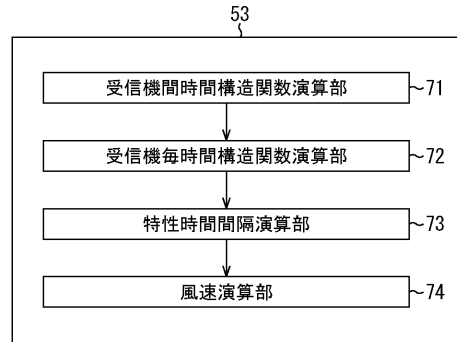 53
受信機間時間構造関数演算部 71
受信機毎時間構造関数演算部 72
特性時間間隔演算部 73
風速演算部 74